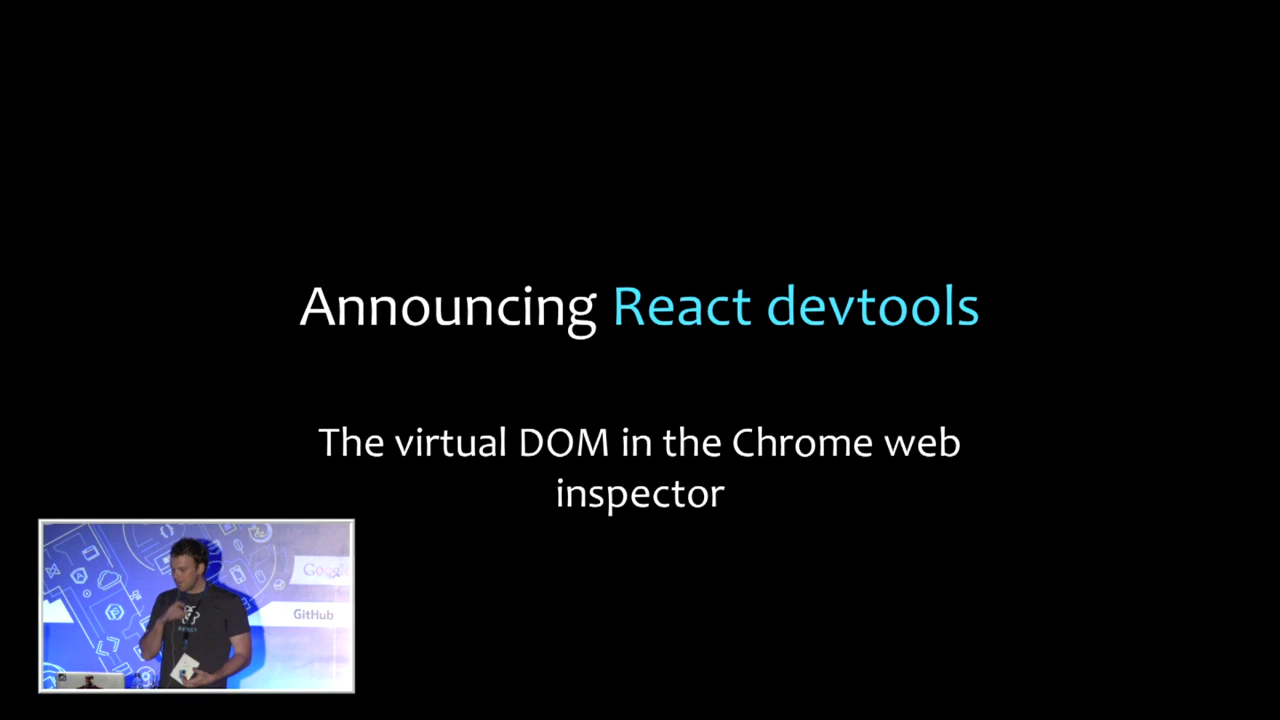 Announcing React devtools
The virtual DOM in the Chrome web
inspector
Google
GitHub